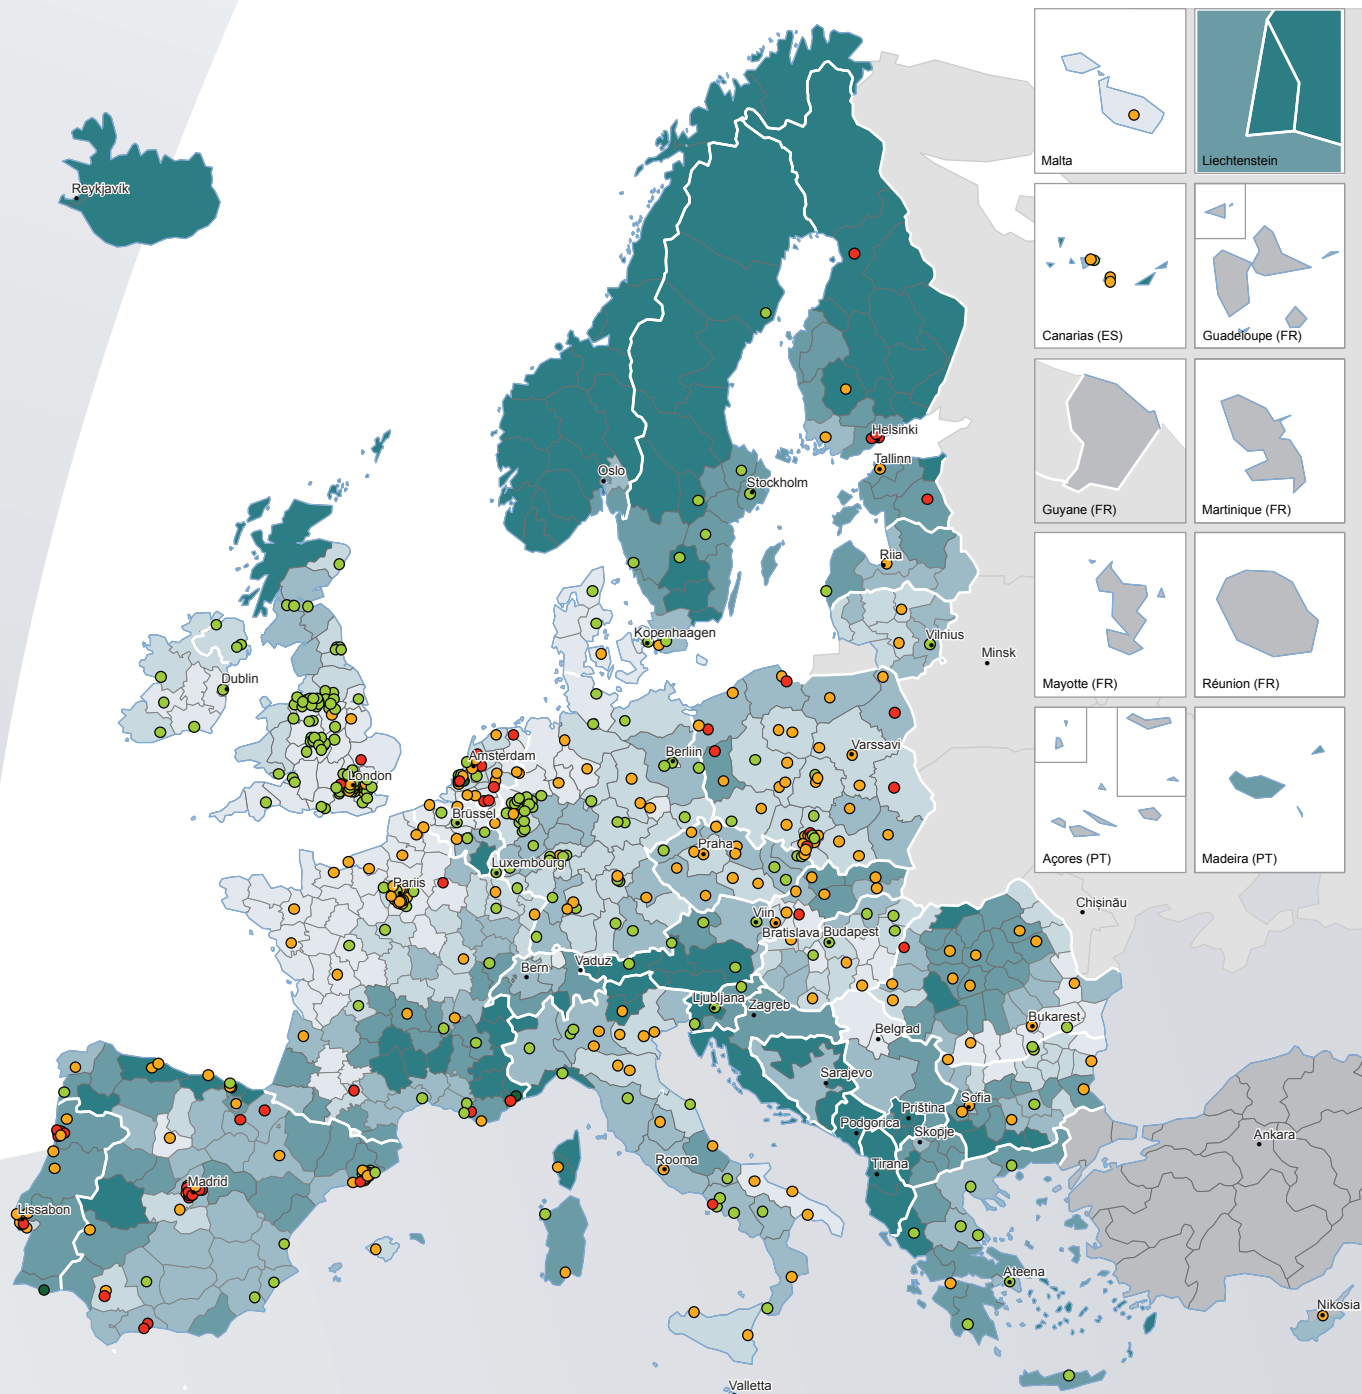 Reykjavík
Malta
Liechtenstein
Canarias (ES)
Guadeloupe (FR)
Guyane (FR)
Martinique (FR)
Mayotte (FR)
Réunion (FR)
Açores (PT)
Madeira (PT)
Helsinki
Tallinn
Oslo
Stockholm
Riia
Kopenhaagen
Vilnius
Minsk
Dublin
Amsterdam
Berliin
Varssavi
London
Brüssel
Praha
Luxembourg
Pariis
Chișinău
Viin
Bratislava
Budapest
Bern
Vaduz
Ljubljana
Zagreb
Belgrad
Bukarest
Sarajevo
Priština
Sofia
Podgorica
Skopje
Ankara
Rooma
Tirana
Madrid
Lissabon
Ateena
Nikosia
Valletta